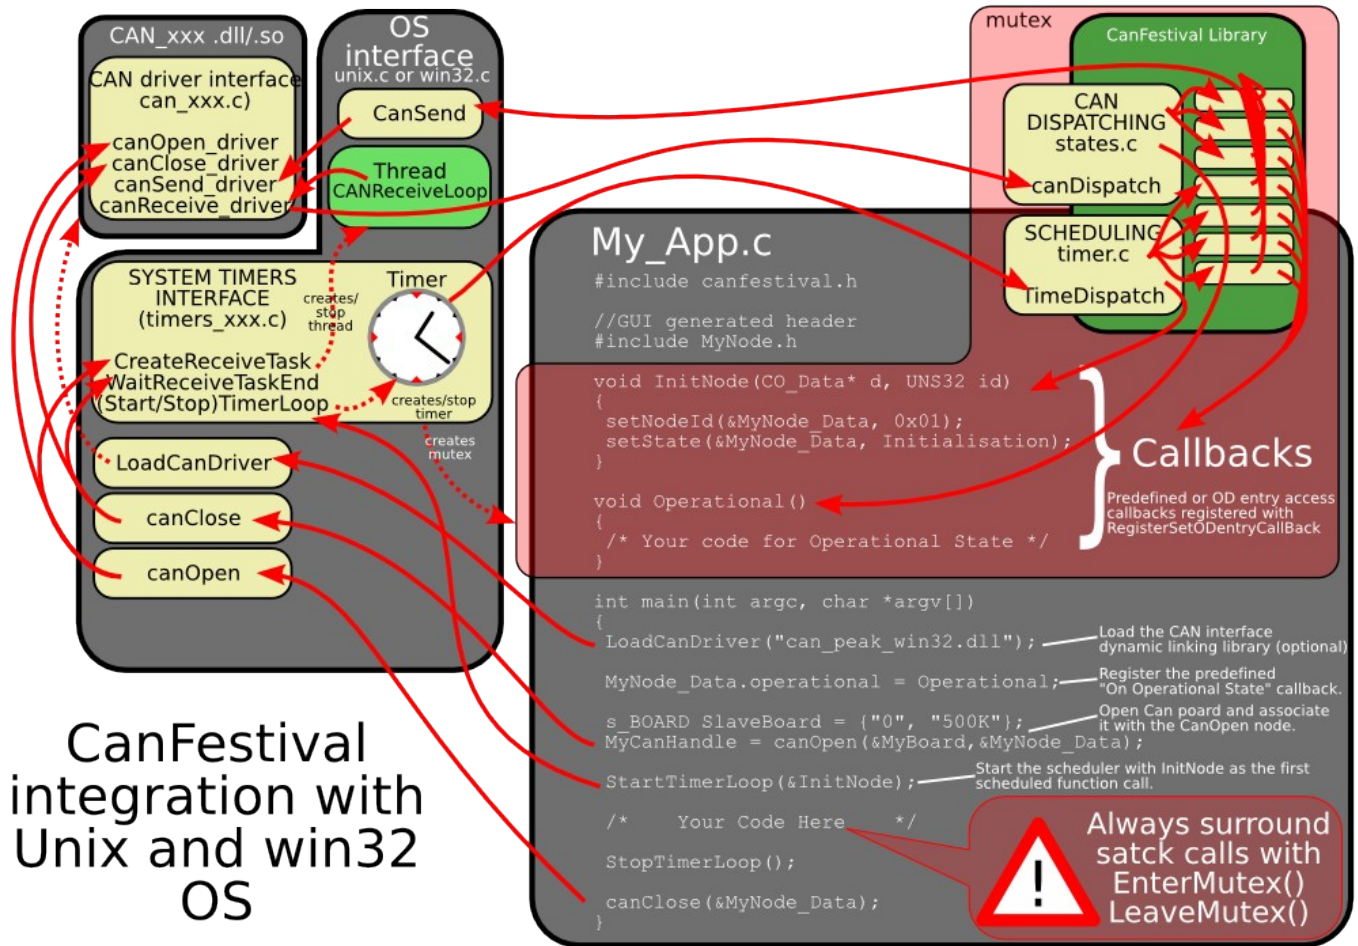 CAN_xxx .dll/.so
CAN driver interface
can_xxx.c)
canOpen_driver
canClose_driver
canSend_driver
canReceive_driver
OS
interface
unix.c or win32.c
CanSend
Thread
CANReceiveLoop
SYSTEM TIMERS
INTERFACE
(timers_xxx.c)
creates/
stop
thread
Timer
CreateReceiveTask
WaitReceiveTaskEnd
(Start/Stop)TimerLoop
creates/stop
timer
creates
mutex
LoadCanDriver
canClose
canOpen
mutex
CanFestival Library
CAN
DISPATCHING
states.c
canDispatch
SCHEDULING
timer.c
TimeDispatch
My_App.c
#include canfestival.h
//GUI generated header
#include MyNode.h
void InitNode(CO_Data* d, UNS32 id)
{
setNodeId(&MyNode_Data, 0x01);
setState(&MyNode_Data, Initialisation);
}
void Operational()
{
/* Your code for Operational State */
}
}
Callbacks
Predefined or OD entry access
callbacks registered with
RegisterSetODentryCallBack
int main(int argc, char *argv[])
{
LoadCanDriver("can_peak_win32.dll");
Load the CAN interface
dynamic linking library (optional)
MyNode_Data.operational = Operational;
Register the predefined
"On Operational State" callback.
s_BOARD SlaveBoard = {"0", "500K"};
MyCanHandle = canOpen(&MyBoard,&MyNode_Data);
Open Can poard and associate
it with the CanOpen node.
StartTimerLoop(&InitNode);
Start the scheduler with InitNode as the first
scheduled function call.
/* Your Code Here */
StopTimerLoop();
canClose(&MyNode_Data);
}
!
Always surround
satck calls with
EnterMutex()
LeaveMutex()
CanFestival
integration with
Unix and win32
OS